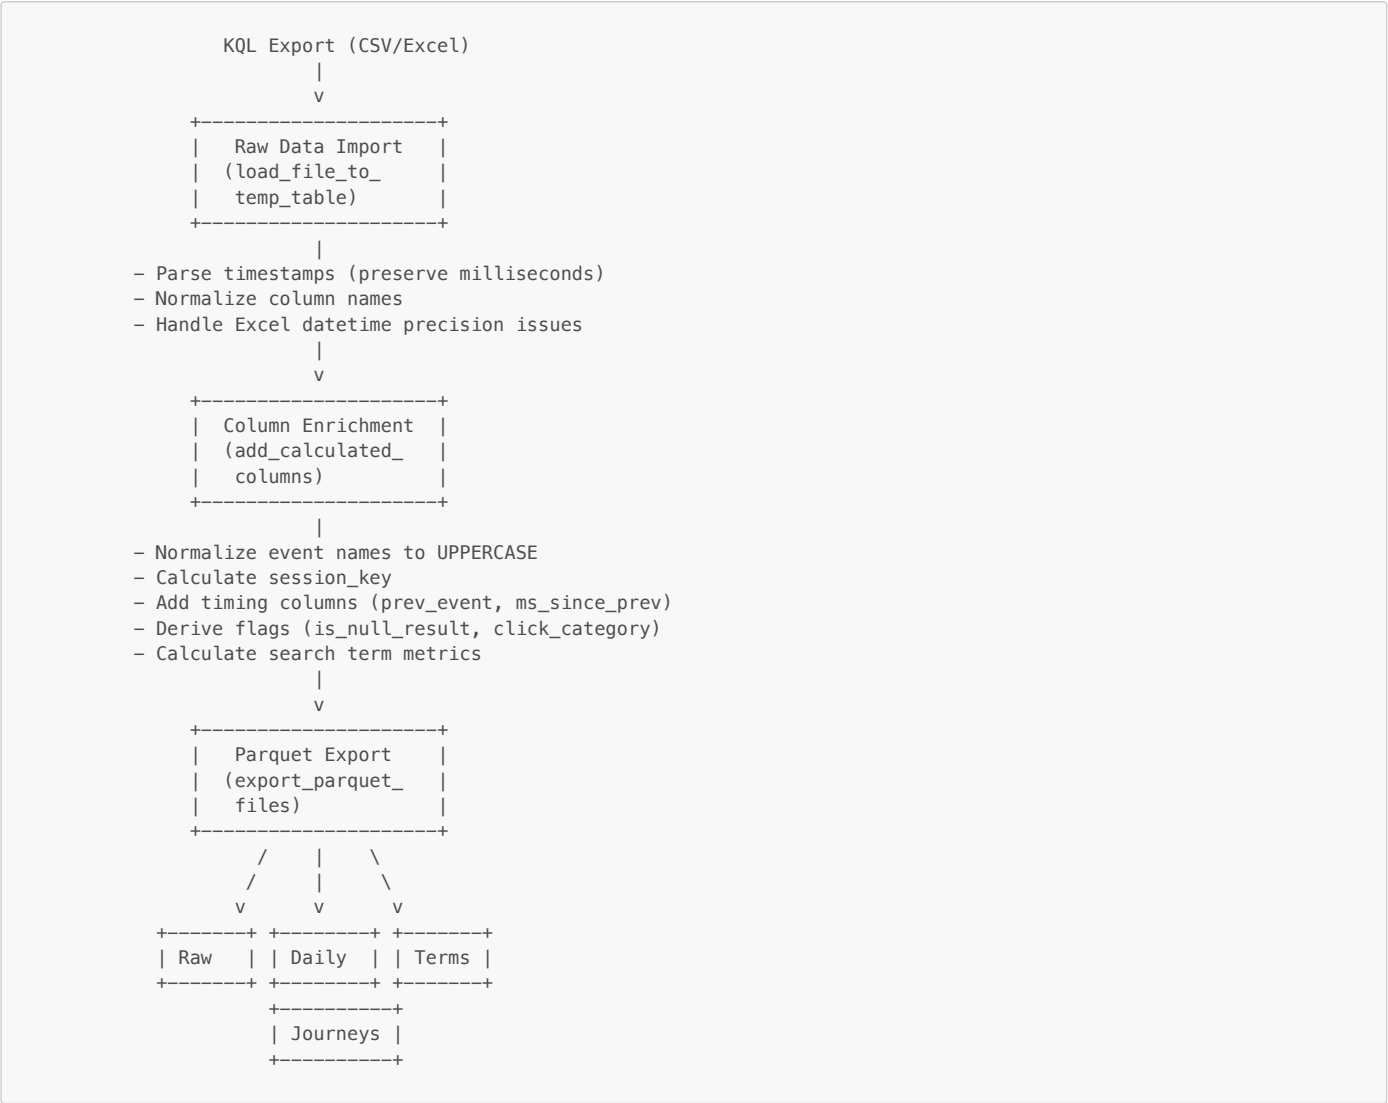 KQL Export (CSV/Excel)
|
v
+---------------------+
|   Raw Data Import   |
|  (load_file_to_     |
|   temp_table)       |
+---------------------+
|
- Parse timestamps (preserve milliseconds)
- Normalize column names
- Handle Excel datetime precision issues
|
v
+---------------------+
|  Column Enrichment  |
|  (add_calculated_   |
|   columns)          |
+---------------------+
|
- Normalize event names to UPPERCASE
- Calculate session_key
- Add timing columns (prev_event, ms_since_prev)
- Derive flags (is_null_result, click_category)
- Calculate search term metrics
|
v
+---------------------+
|   Parquet Export    |
|  (export_parquet_   |
|   files)            |
+---------------------+
/    |    \
/     |     \
v      v      v
+-------+ +--------+ +-------+
| Raw   | | Daily  | | Terms |
+-------+ +--------+ +-------+
+----------+
| Journeys |
+----------+